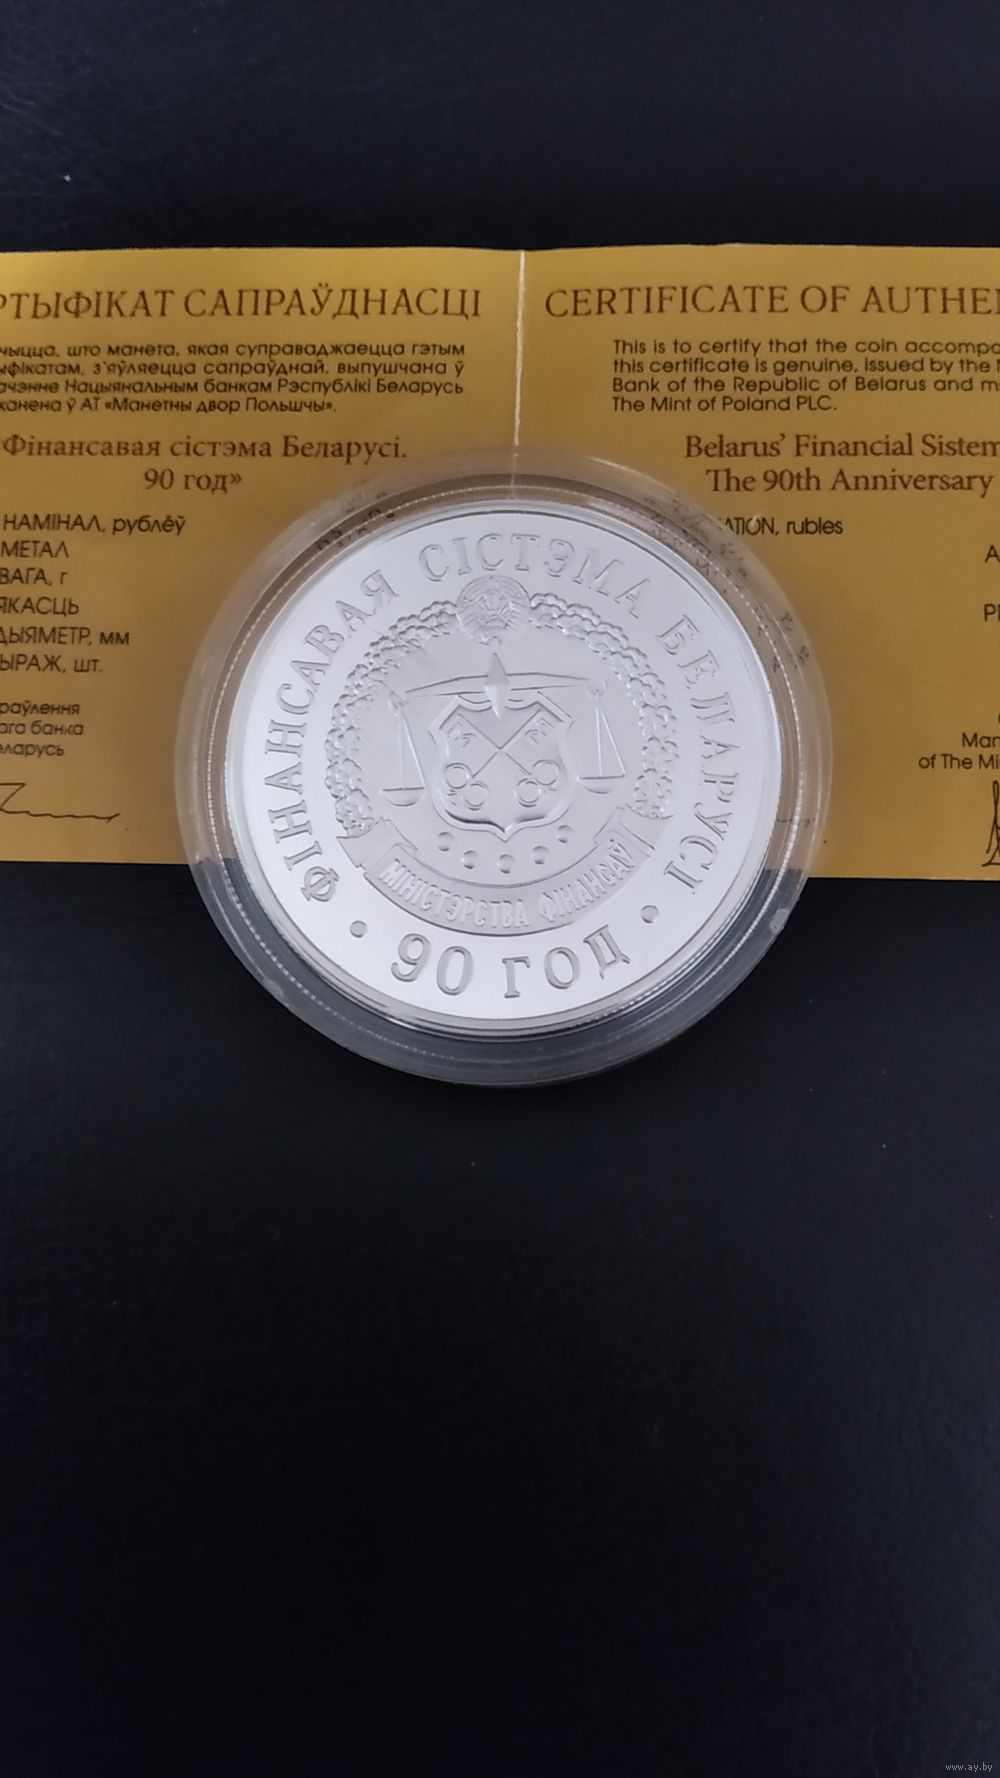 РТЫФІКАТ САПРАЎДНАСЦІ
чыцца, што манета, якая суправаджаецца гэтым
ыфікатам, з'яўляецца сапраўднай, выпушчана ў
ачэнне Нацыянальным банкам Рэспублікі Беларусь
канена ў АТ «Манетны двор Польшчы».
Фінансавая сістэма Беларусі.
90 год»
НАМІНАЛ, рублёў
МЕТАЛ
ВАГА, г
ЯКАСЦЬ
ДЫЯМЕТР, мм
ЫРАЖ, шт.
раўлення
ага банка
еларусь
CERTIFICATE OF AUTHE
This is to certify that the coin accompa
this certificate is genuine, issued by the
Bank of the Republic of Belarus and m
The Mint of Poland PLC.
Belarus' Financial Sistem
The 90th Anniversary
ATION, rubles
A
Man
of The Mi
ФІНАНСАВАЯ СІСТЭМА БЕЛАРУСІ
МІНІСТЭРСТВА ФІНАНСАЎ
• 90 ГОД •
www.ay.by